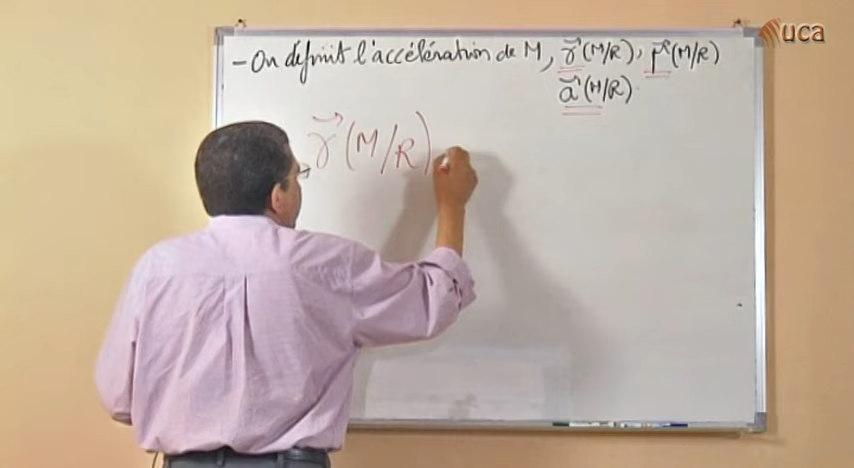 - On définit l'accélération de M, γ⃗(M/R), Γ⃗(M/R)
a⃗(M/R).
γ⃗(M/R)
uca